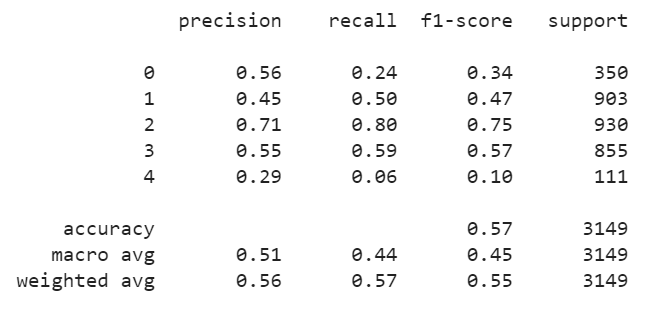 precision recall f1-score support
0 0.56 0.24 0.34 350
1 0.45 0.50 0.47 903
2 0.71 0.80 0.75 930
3 0.55 0.59 0.57 855
4 0.29 0.06 0.10 111
accuracy 0.57 3149
macro avg 0.51 0.44 0.45 3149
weighted avg 0.56 0.57 0.55 3149